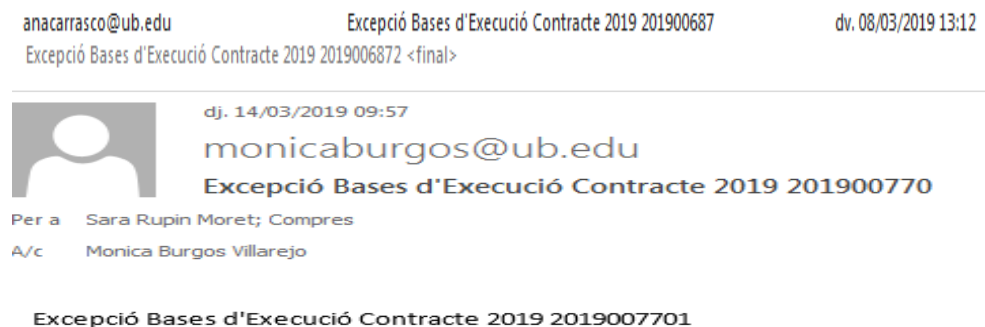 anacarrasco@ub.edu Excepció Bases d'Execució Contracte 2019 201900687 dv. 08/03/2019 13:12
Excepció Bases d'Execució Contracte 2019 2019006872 <final>
dj. 14/03/2019 09:57
monicaburgos@ub.edu
Excepció Bases d'Execució Contracte 2019 201900770
Per a Sara Rupin Moret; Compres
A/c Monica Burgos Villarejo
Excepció Bases d'Execució Contracte 2019 2019007701